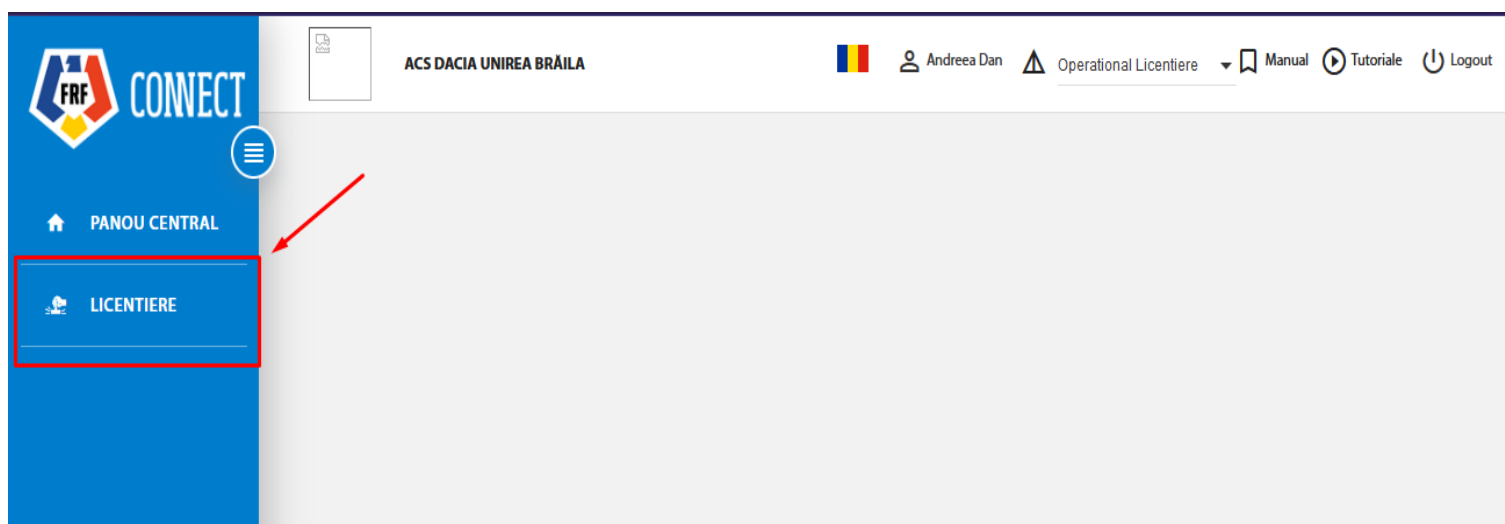 FRF CONNECT
ACS DACIA UNIREA BRĂILA
Andreea Dan
Operational Licentiere
Manual
Tutoriale
Logout
PANOU CENTRAL
LICENTIERE